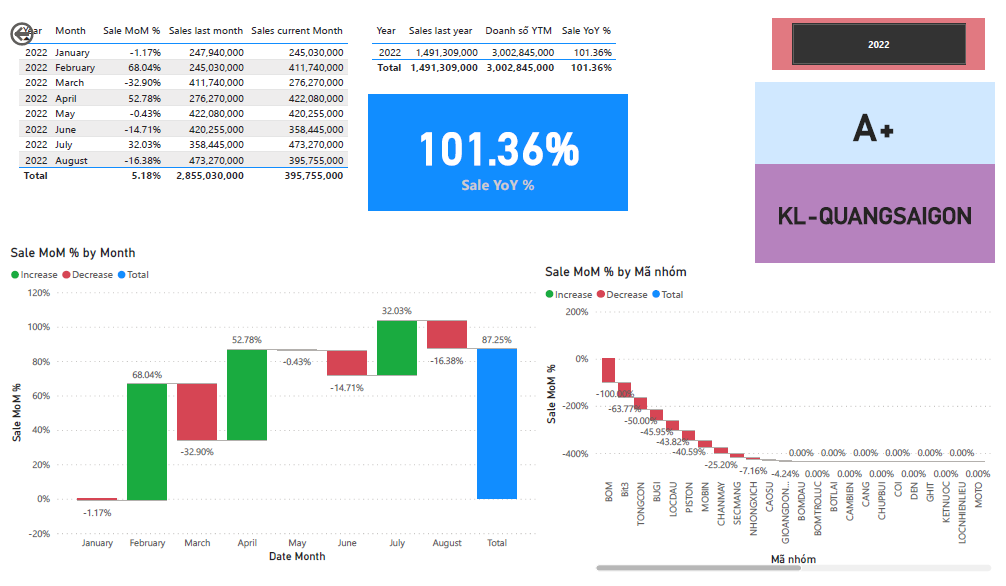 Year Month Sale MoM % Sales last month Sales current Month
2022 January -1.17% 247,940,000 245,030,000
2022 February 68.04% 245,030,000 411,740,000
2022 March -32.90% 411,740,000 276,270,000
2022 April 52.78% 276,270,000 422,080,000
2022 May -0.43% 422,080,000 420,255,000
2022 June -14.71% 420,255,000 358,445,000
2022 July 32.03% 358,445,000 473,270,000
2022 August -16.38% 473,270,000 395,755,000
Total 5.18% 2,855,030,000 395,755,000
Year Sales last year Doanh số YTM Sale YoY %
2022 1,491,309,000 3,002,845,000 101.36%
Total 1,491,309,000 3,002,845,000 101.36%
2022
101.36%
Sale YoY %
A+
KL-QUANGSAIGON
Sale MoM % by Month
Increase Decrease Total
120%
100%
80%
60%
40%
20%
0%
-20%
Sale MoM %
-1.17%
68.04%
-32.90%
52.78%
-0.43%
-14.71%
32.03%
-16.38%
87.25%
January February March April May June July August Total
Date Month
Sale MoM % by Mã nhóm
Increase Decrease Total
200%
0%
-200%
-400%
Sale MoM %
-100.00%
-63.77%
-50.00%
-45.95%
-43.82%
-40.59%
-25.20%
-7.16%
-4.24%
0.00% 0.00% 0.00% 0.00% 0.00% 0.00%
0.00% 0.00% 0.00% 0.00% 0.00% 0.00%
BOM
Bit3
TONGCON
BUGI
LOCDAU
PISTON
MOBIN
CHANMAY
SECMANG
NHONGXICH
CAOSU
GIOANGDON...
BOMDAU
BOMTROLUC
BOTLAI
CAMBIEN
CANG
CHUPBUI
COI
DEN
GHIT
KETNUOC
LOCNHIENLIEU
MOTO
Mã nhóm